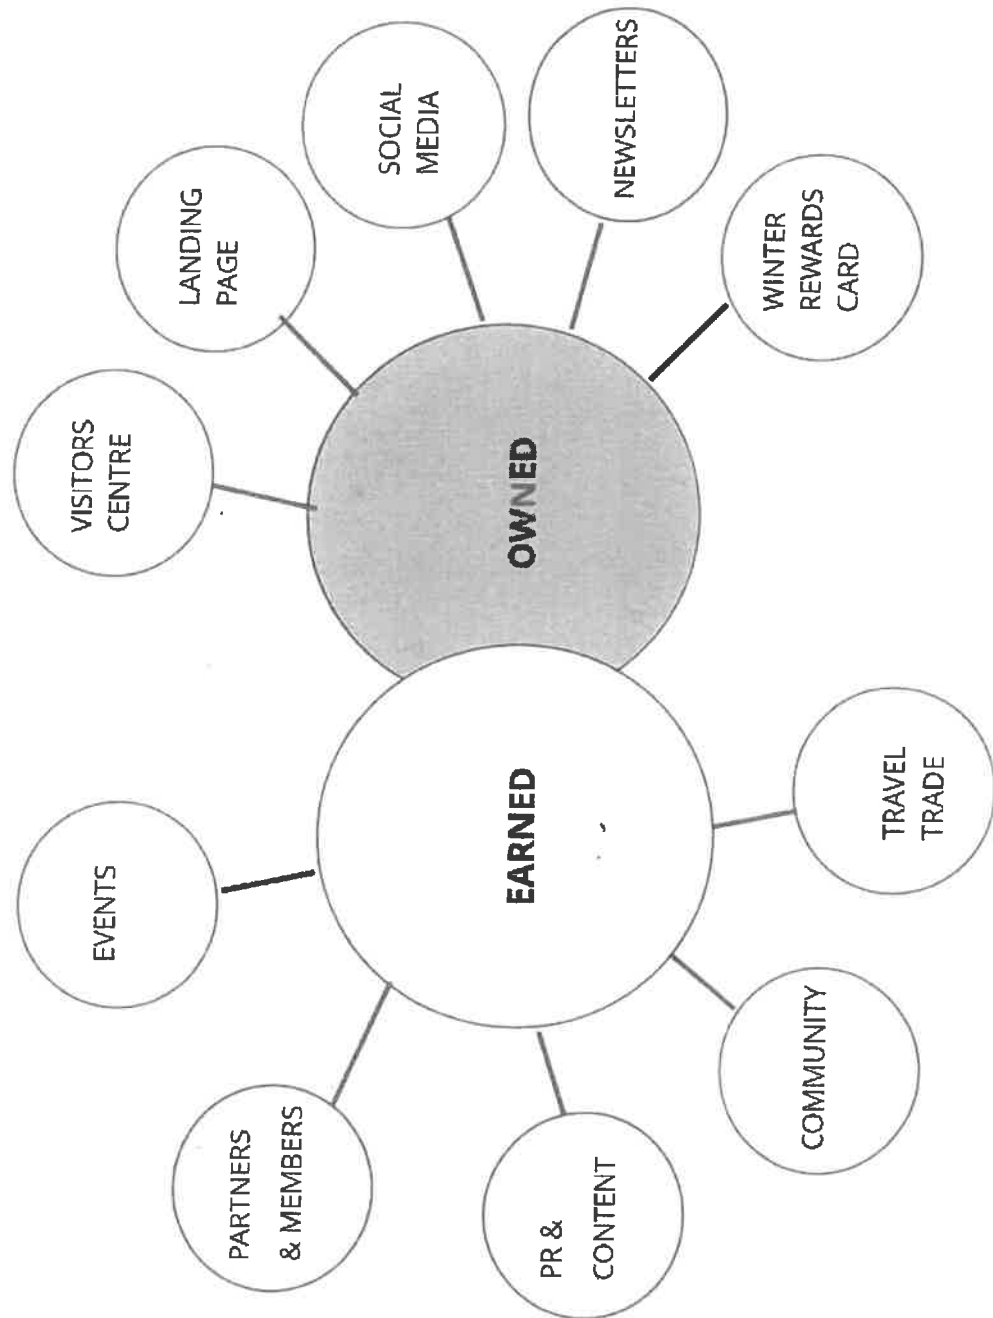 EVENTS
PARTNERS
& MEMBERS
PR &
CONTENT
COMMUNITY
TRAVEL
TRADE
EARNED
OWNED
VISITORS
CENTRE
LANDING
PAGE
SOCIAL
MEDIA
NEWSLETTERS
WINTER
REWARDS
CARD